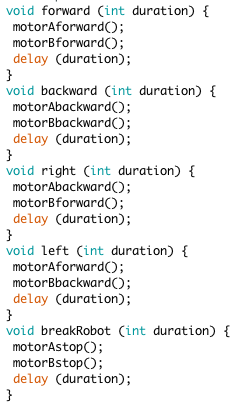 void forward (int duration) {
 motorAforward();
 motorBforward();
 delay (duration);
}
void backward (int duration) {
 motorAbackward();
 motorBbackward();
 delay (duration);
}
void right (int duration) {
 motorAbackward();
 motorBforward();
 delay (duration);
}
void left (int duration) {
 motorAforward();
 motorBbackward();
 delay (duration);
}
void breakRobot (int duration) {
 motorAstop();
 motorBstop();
 delay (duration);
}